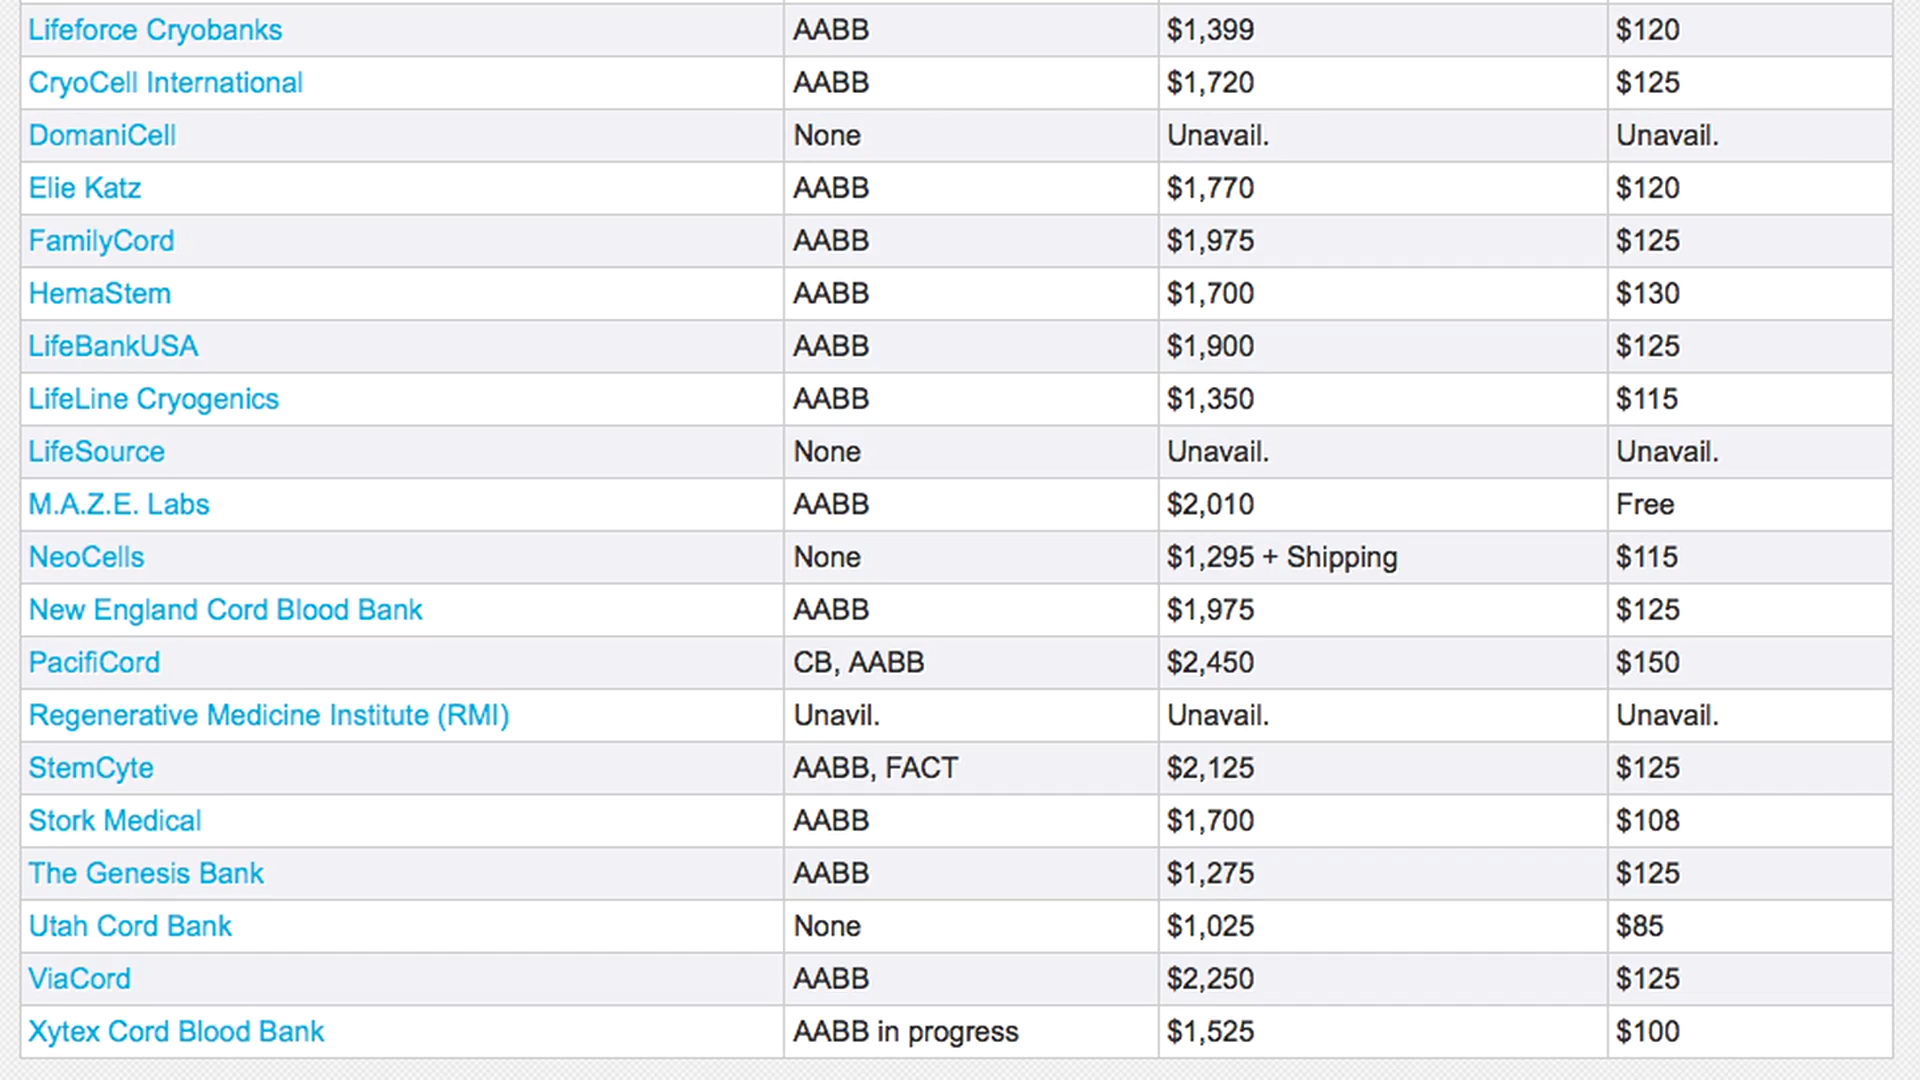 Lifeforce Cryobanks AABB $1,399 $120
CryoCell International AABB $1,720 $125
DomaniCell None Unavail. Unavail.
Elie Katz AABB $1,770 $120
FamilyCord AABB $1,975 $125
HemaStem AABB $1,700 $130
LifeBankUSA AABB $1,900 $125
LifeLine Cryogenics AABB $1,350 $115
LifeSource None Unavail. Unavail.
M.A.Z.E. Labs AABB $2,010 Free
NeoCells None $1,295 + Shipping $115
New England Cord Blood Bank AABB $1,975 $125
PacifiCord CB, AABB $2,450 $150
Regenerative Medicine Institute (RMI) Unavil. Unavail. Unavail.
StemCyte AABB, FACT $2,125 $125
Stork Medical AABB $1,700 $108
The Genesis Bank AABB $1,275 $125
Utah Cord Bank None $1,025 $85
ViaCord AABB $2,250 $125
Xytex Cord Blood Bank AABB in progress $1,525 $100